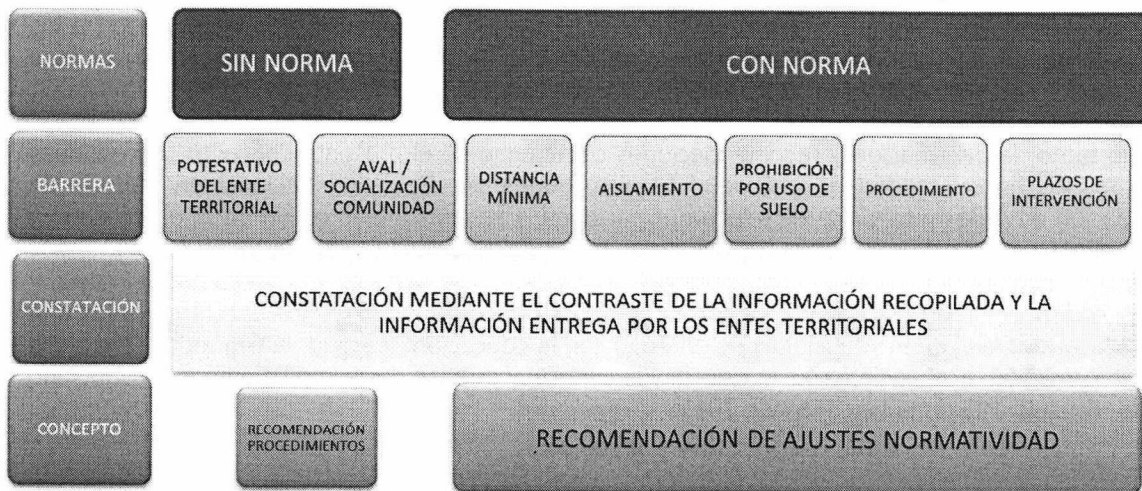 NORMAS
SIN NORMA
CON NORMA
BARRERA
POTESTATIVO
DEL ENTE
TERRITORIAL
AVAL /
SOCIALIZACIÓN
COMUNIDAD
DISTANCIA
MÍNIMA
AISLAMIENTO
PROHIBICIÓN
POR USO DE
SUELO
PROCEDIMIENTO
PLAZOS DE
INTERVENCIÓN
CONSTATACIÓN
CONSTATACIÓN MEDIANTE EL CONTRASTE DE LA INFORMACIÓN RECOPILADA Y LA
INFORMACIÓN ENTREGA POR LOS ENTES TERRITORIALES
CONCEPTO
RECOMENDACIÓN
PROCEDIMIENTOS
RECOMENDACIÓN DE AJUSTES NORMATIVIDAD